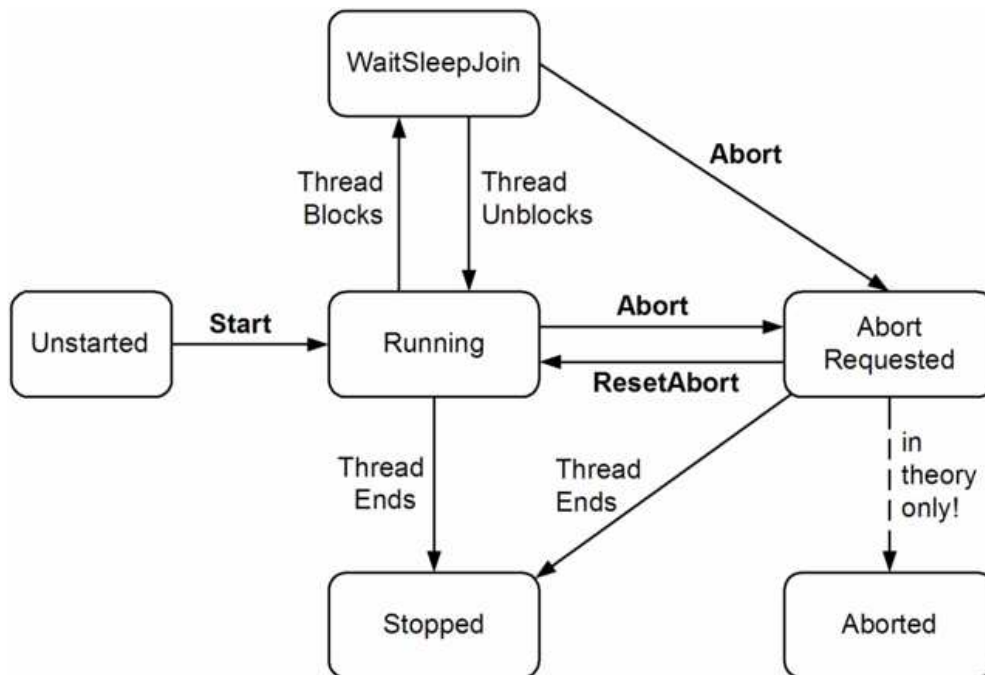 WaitSleepJoin
Abort
Thread
Blocks
Thread
Unblocks
Unstarted
Start
Running
Abort
ResetAbort
Abort
Requested
Thread
Ends
Thread
Ends
in
theory
only!
Stopped
Aborted